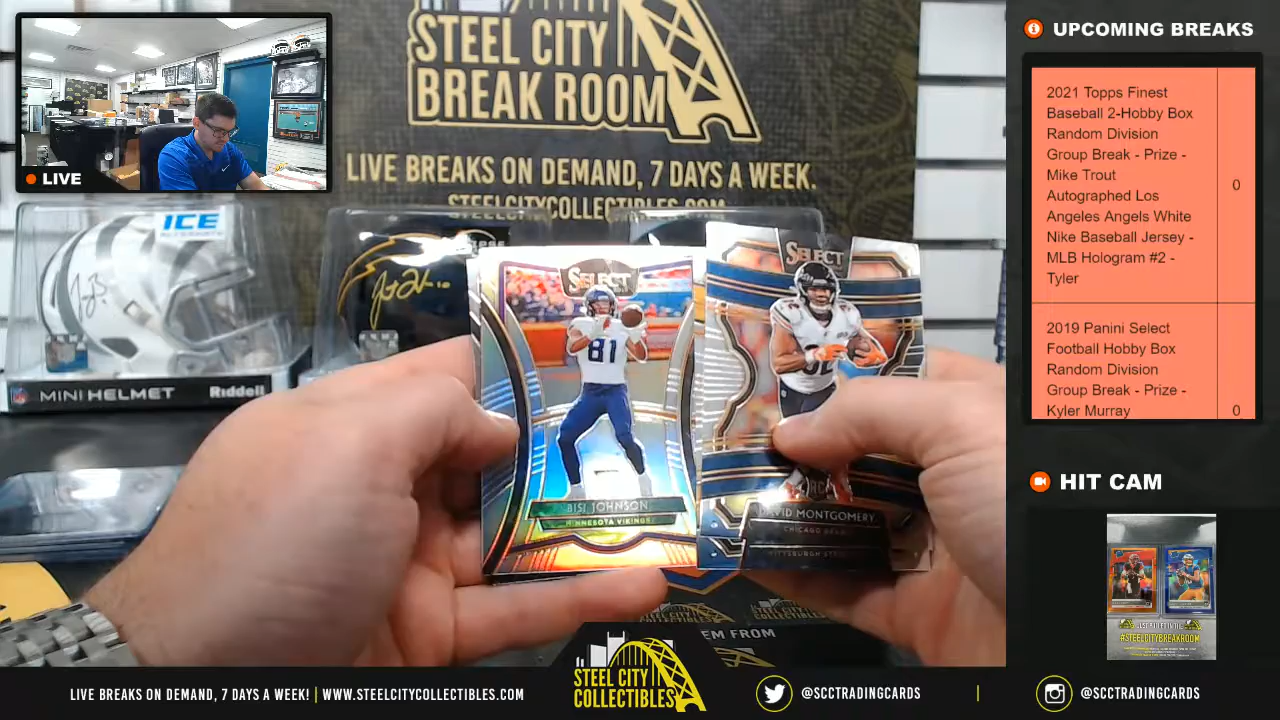 STEEL CITY
BREAK ROOM
LIVE BREAKS ON DEMAND, 7 DAYS A WEEK.
STEELCITYCOLLECTIBLES.COM
LIVE
ICE
ALTERNATE
MINI HELMET
Riddell
SELECT
81
BISI JOHNSON
MINNESOTA VIKINGS
SELECT
RC
DAVID MONTGOMERY
CHICAGO BEARS
EM FROM
UPCOMING BREAKS
2021 Topps Finest
Baseball 2-Hobby Box
Random Division
Group Break - Prize -
Mike Trout
Autographed Los
Angeles Angels White
Nike Baseball Jersey -
MLB Hologram #2 -
Tyler
0
2019 Panini Select
Football Hobby Box
Random Division
Group Break - Prize -
Kyler Murray
0
HIT CAM
#STEELCITYBREAKROOM
LIVE BREAKS ON DEMAND, 7 DAYS A WEEK! | WWW.STEELCITYCOLLECTIBLES.COM
STEEL CITY
COLLECTIBLES
@SCCTRADINGCARDS
@SCCTRADINGCARDS